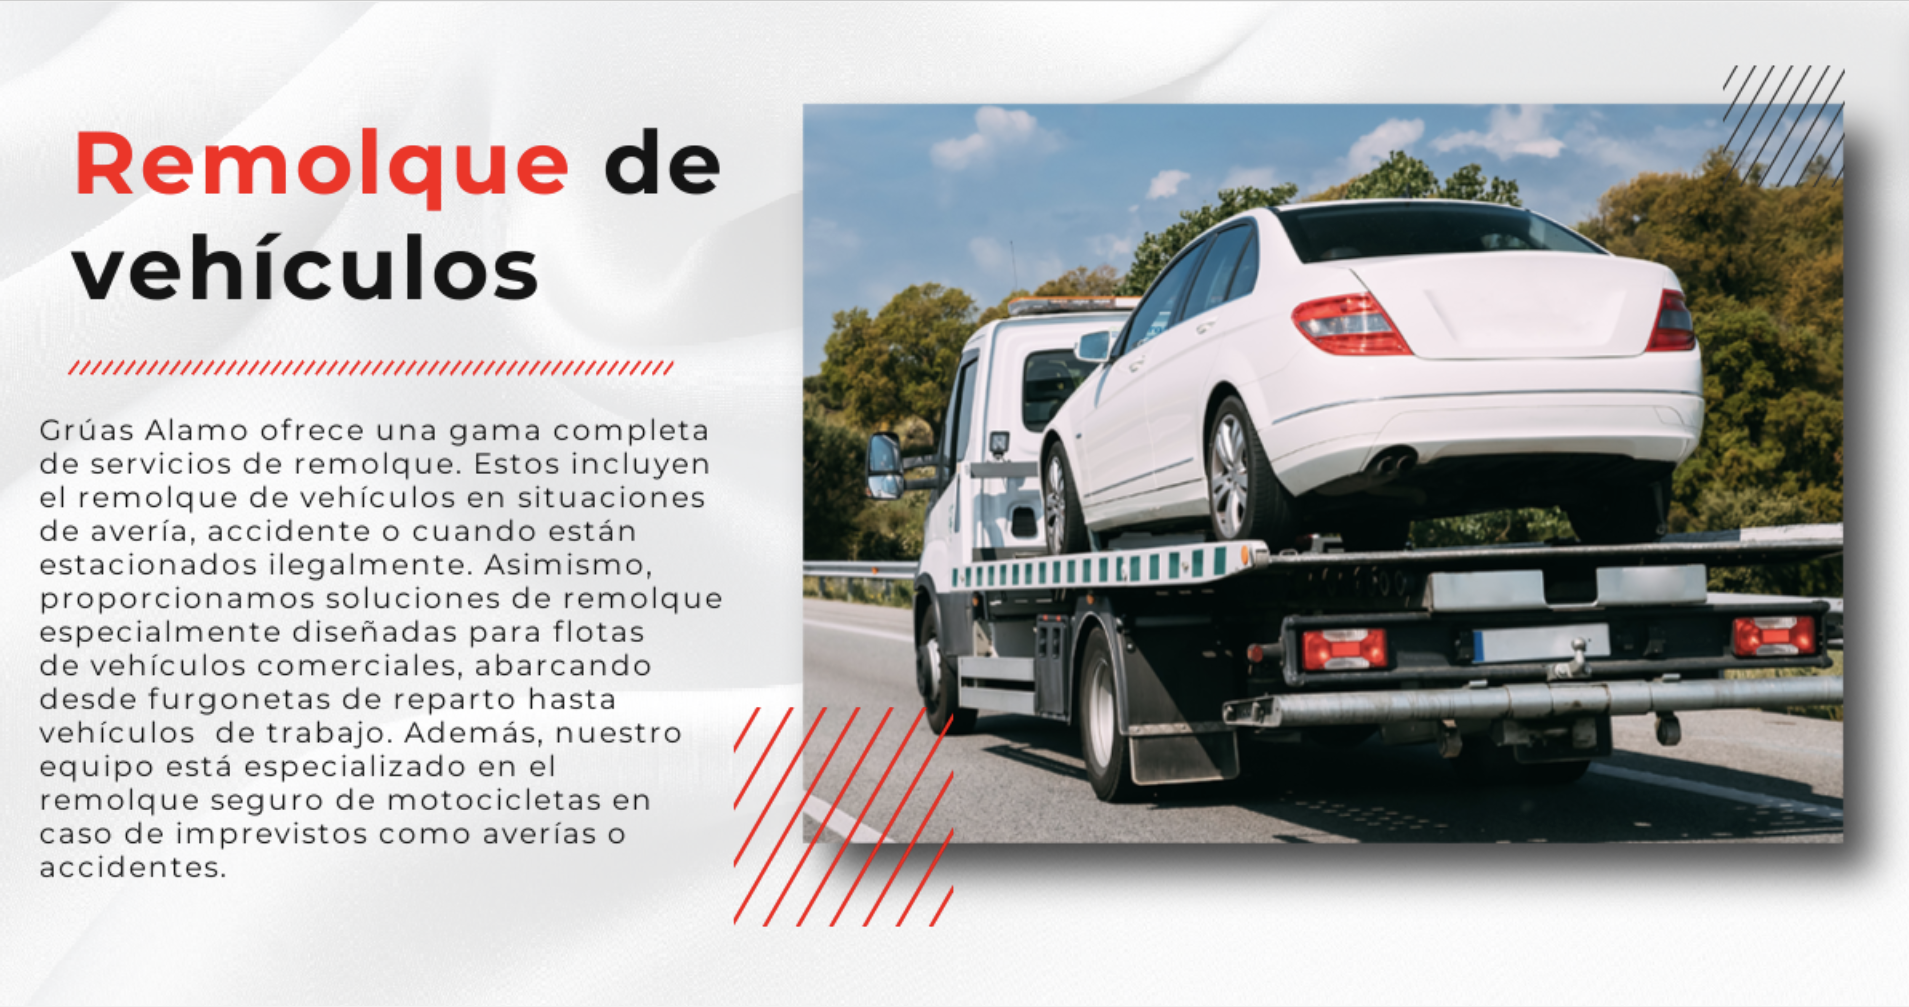 Remolque de
vehículos
Grúas Alamo ofrece una gama completa
de servicios de remolque. Estos incluyen
el remolque de vehículos en situaciones
de avería, accidente o cuando están
estacionados ilegalmente. Asimismo,
proporcionamos soluciones de remolque
especialmente diseñadas para flotas
de vehículos comerciales, abarcando
desde furgonetas de reparto hasta
vehículos  de trabajo. Además, nuestro
equipo está especializado en el
remolque seguro de motocicletas en
caso de imprevistos como averías o
accidentes.